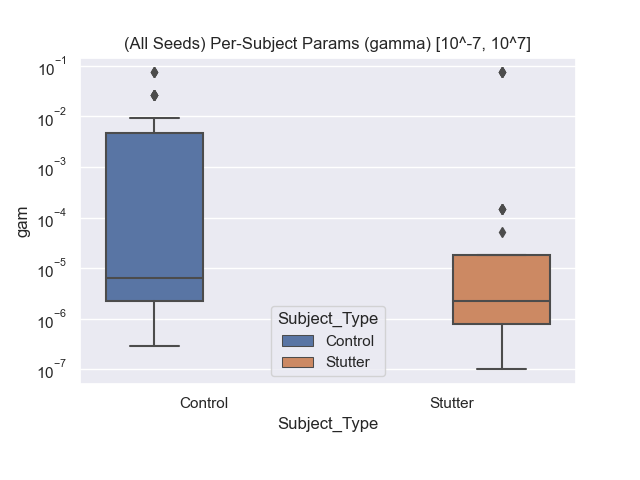 (All Seeds) Per-Subject Params (gamma) [10^-7, 10^7]
10⁻¹
10⁻²
10⁻³
10⁻⁴
10⁻⁵
10⁻⁶
10⁻⁷
gam
Subject_Type
Control
Stutter
Control
Stutter
Subject_Type